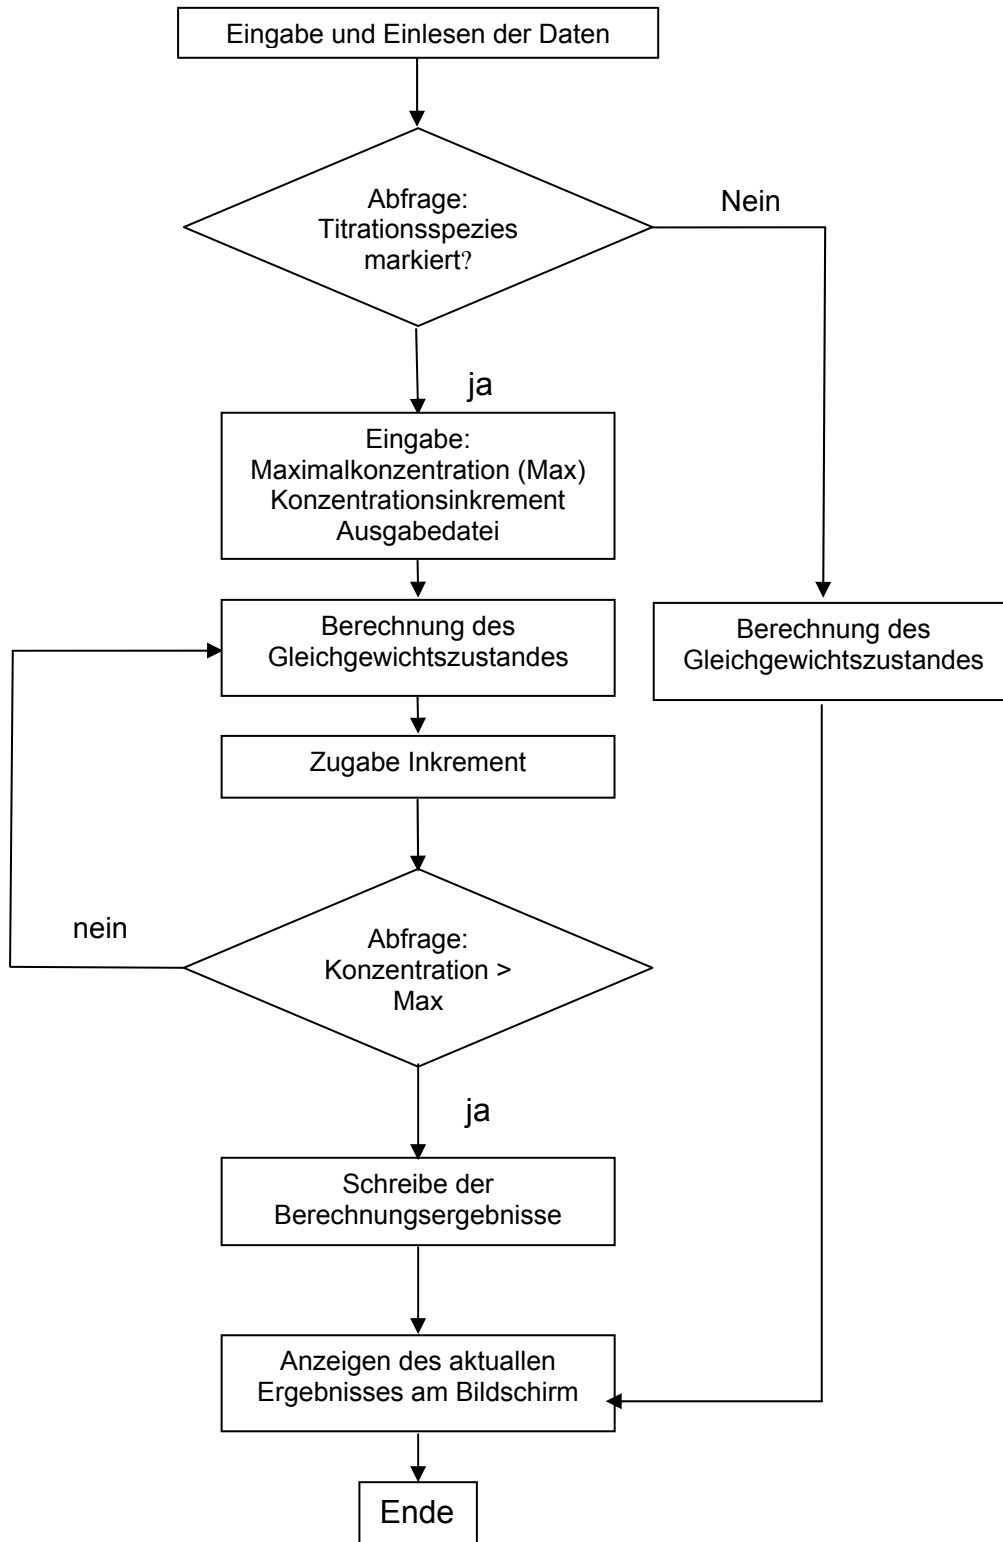 Eingabe und Einlesen der Daten
Abfrage:
Titrationsspezies
markiert?
Nein
ja
Eingabe:
Maximalkonzentration (Max)
Konzentrationsinkrement
Ausgabedatei
Berechnung des
Gleichgewichtszustandes
Berechnung des
Gleichgewichtszustandes
Zugabe Inkrement
nein
Abfrage:
Konzentration >
Max
ja
Schreibe der
Berechnungsergebnisse
Anzeigen des aktuallen
Ergebnisses am Bildschirm
Ende